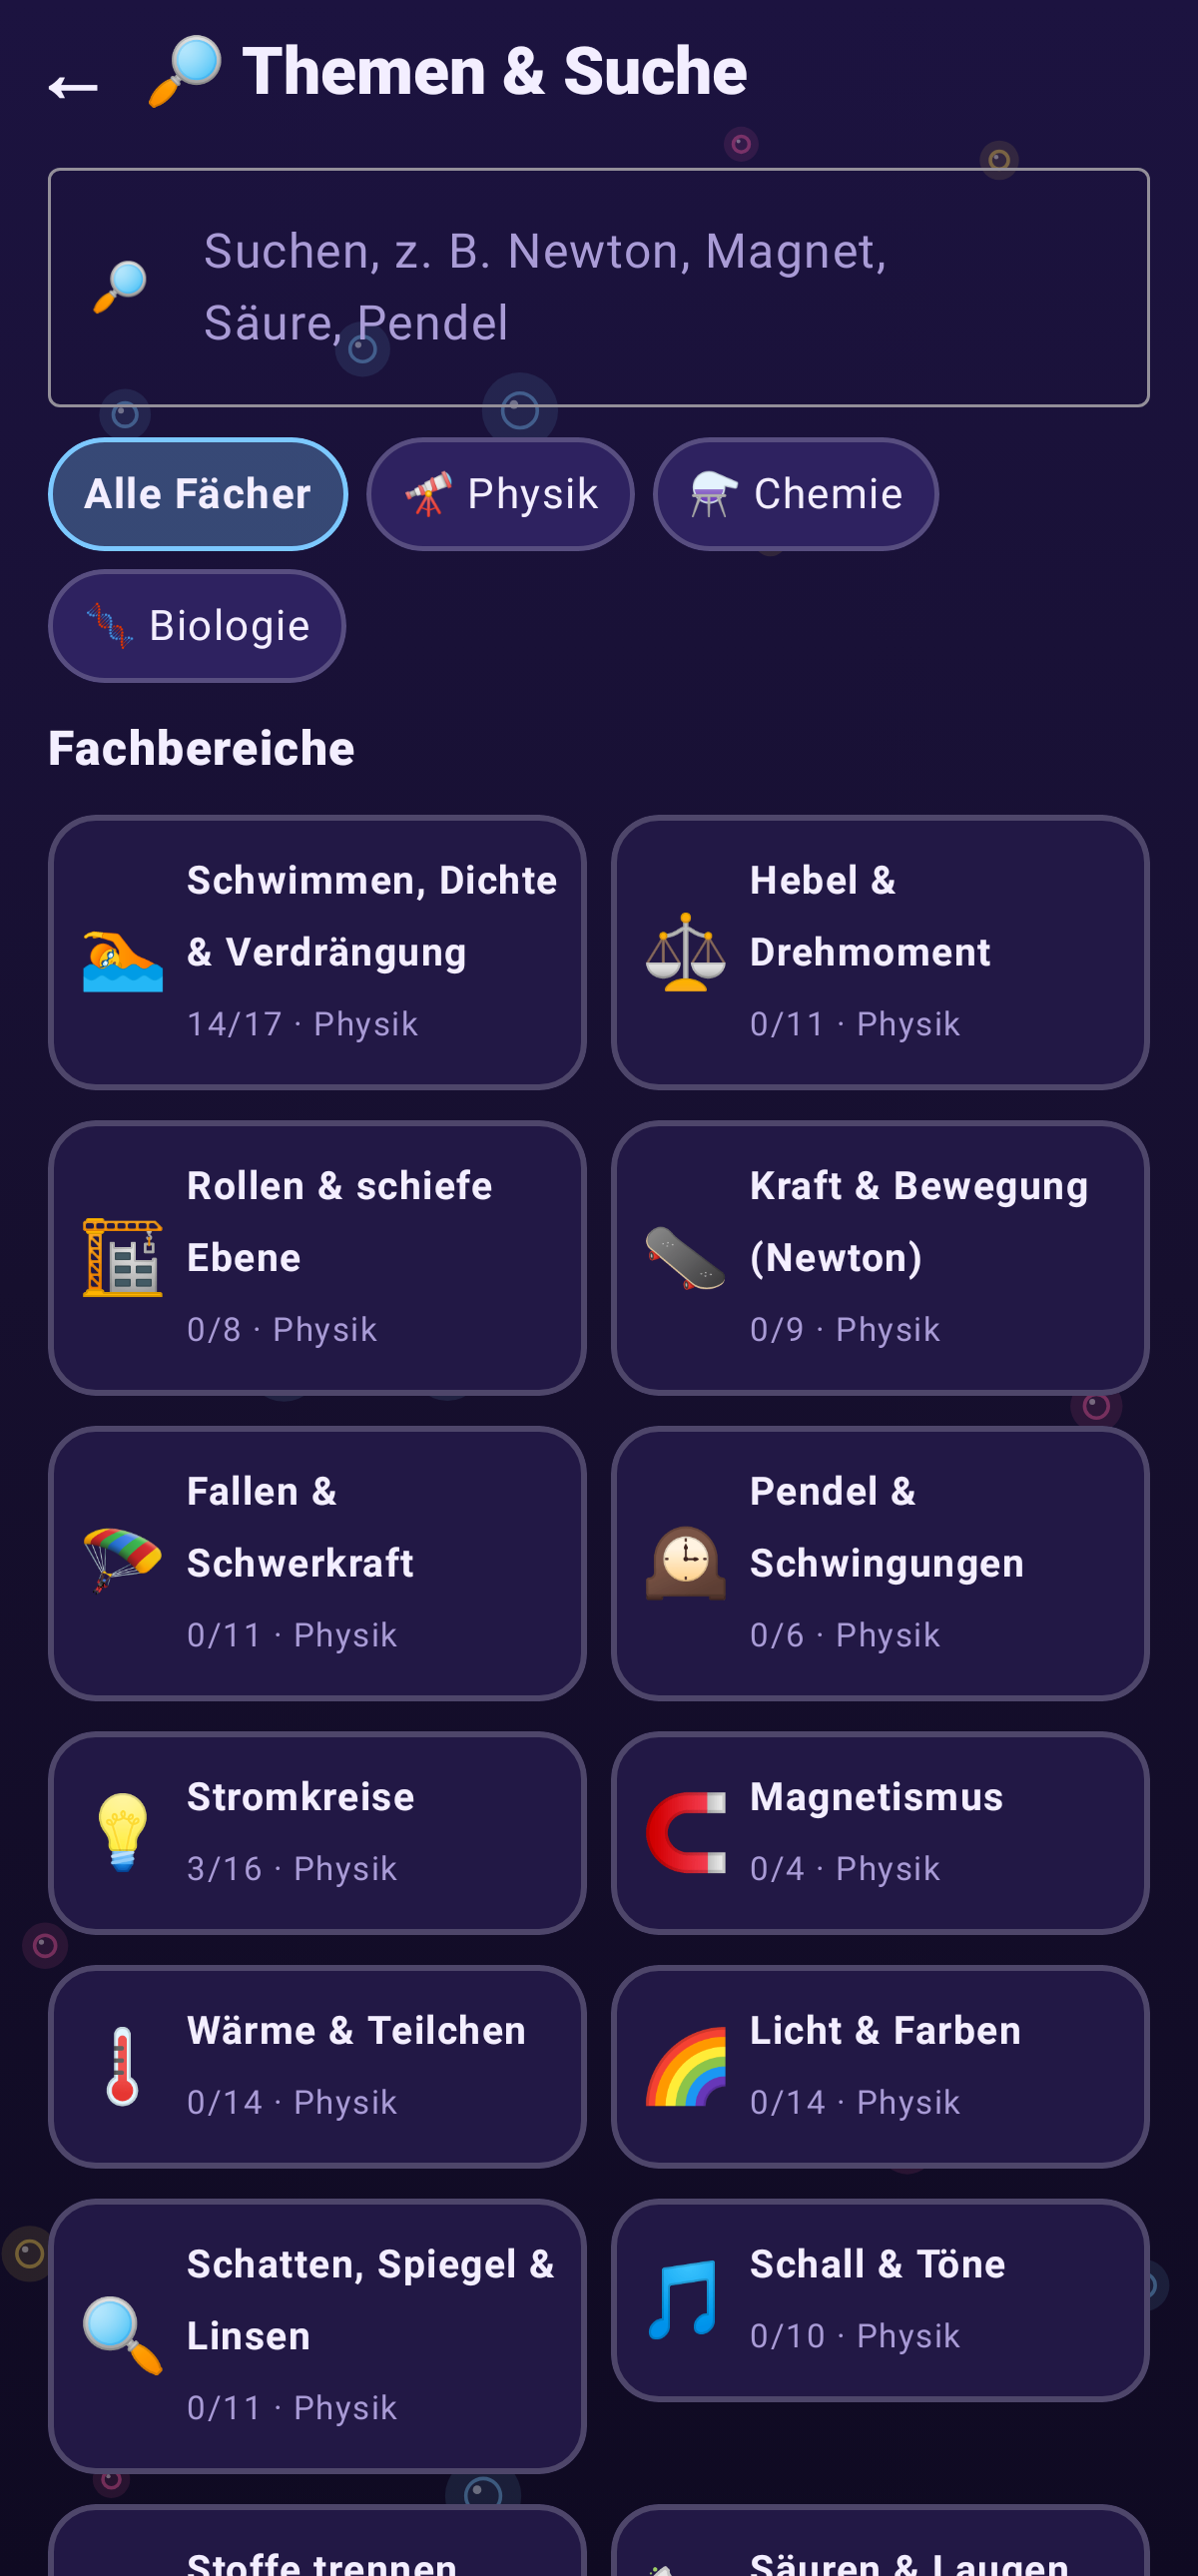 ← Themen & Suche
Suchen, z. B. Newton, Magnet,
Säure, Pendel
Alle Fächer
Physik
Chemie
Biologie
Fachbereiche
Schwimmen, Dichte
& Verdrängung
14/17 · Physik
Hebel &
Drehmoment
0/11 · Physik
Rollen & schiefe
Ebene
0/8 · Physik
Kraft & Bewegung
(Newton)
0/9 · Physik
Fallen &
Schwerkraft
0/11 · Physik
Pendel &
Schwingungen
0/6 · Physik
Stromkreise
3/16 · Physik
Magnetismus
0/4 · Physik
Wärme & Teilchen
0/14 · Physik
Licht & Farben
0/14 · Physik
Schatten, Spiegel &
Linsen
0/11 · Physik
Schall & Töne
0/10 · Physik
Stoffe trennen
Säuren & Laugen